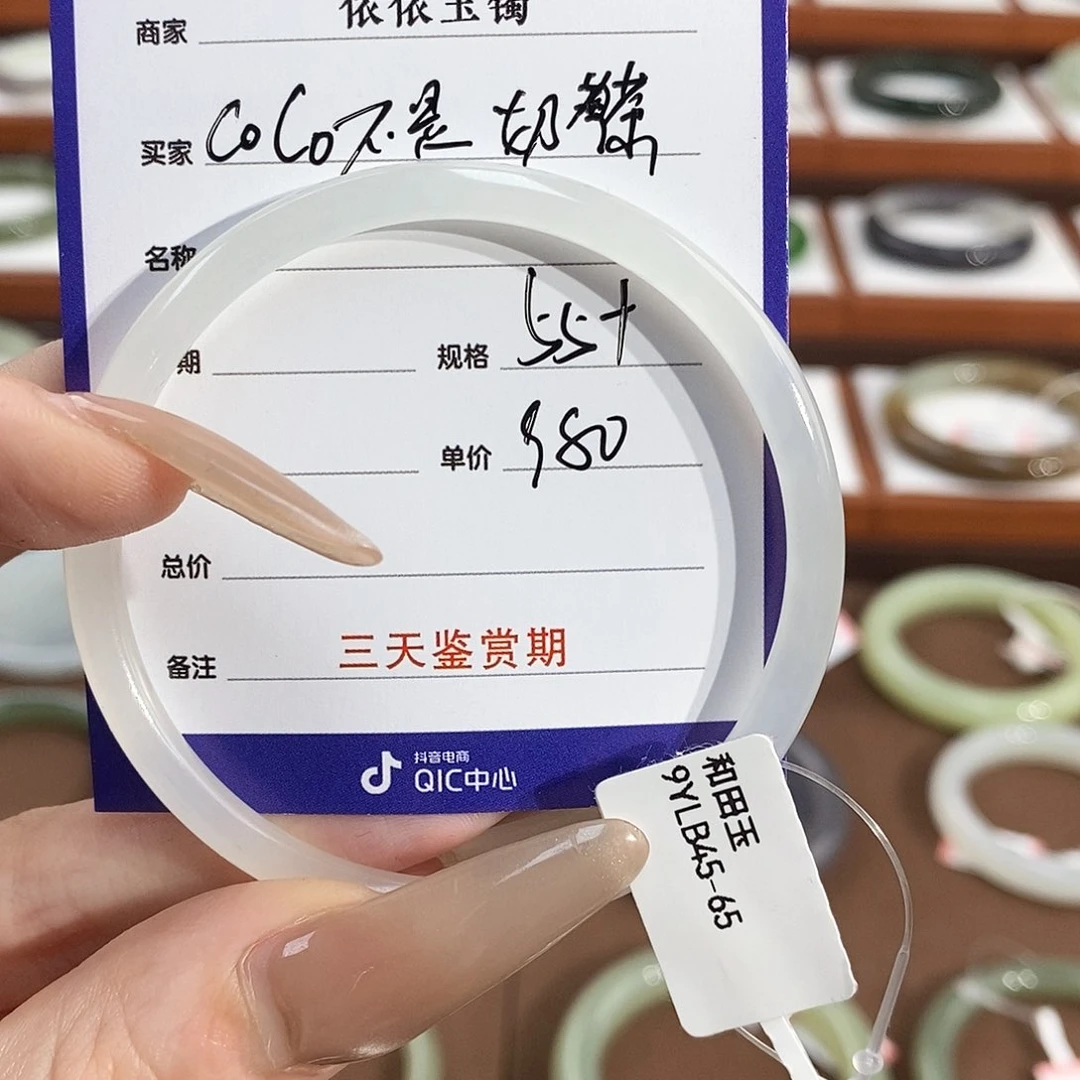 商家 依依玉镯
买家 CoCo不是奶
名称
期
规格 55+
单价 980
总价
备注 三天鉴赏期
抖音电商
QIC中心
和田玉
9YLB45-65